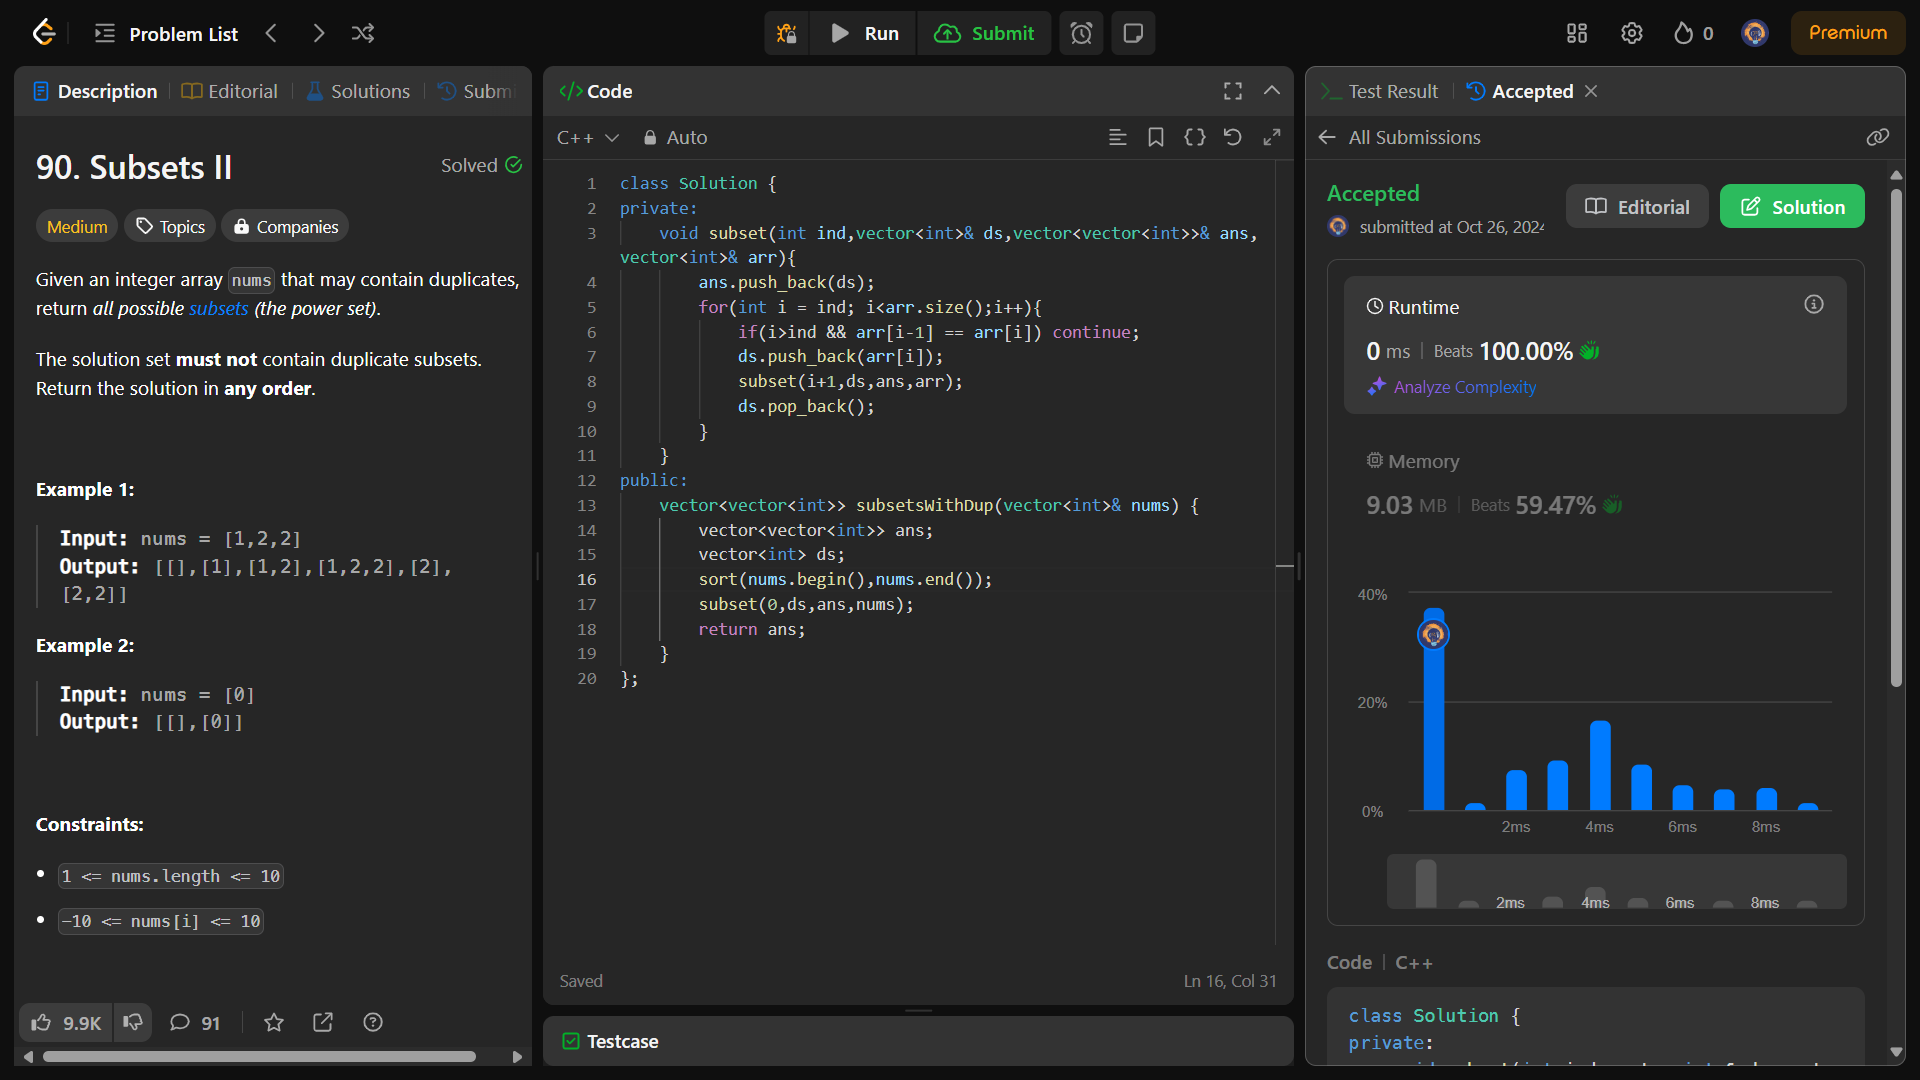 Problem List
Run
Submit
0
Premium
Description
Editorial
Solutions
Subm
90. Subsets II
Solved
Medium
Topics
Companies
Given an integer array nums that may contain duplicates,
return all possible subsets (the power set).
The solution set must not contain duplicate subsets.
Return the solution in any order.
Example 1:
Input: nums = [1,2,2]
Output: [[],[1],[1,2],[1,2,2],[2],
[2,2]]
Example 2:
Input: nums = [0]
Output: [[],[0]]
Constraints:
1 <= nums.length <= 10
-10 <= nums[i] <= 10
9.9K
91
</> Code
C++
Auto
1 class Solution {
2 private:
3 void subset(int ind,vector<int>& ds,vector<vector<int>>& ans,
vector<int>& arr){
4 ans.push_back(ds);
5 for(int i = ind; i<arr.size();i++){
6 if(i>ind && arr[i-1] == arr[i]) continue;
7 ds.push_back(arr[i]);
8 subset(i+1,ds,ans,arr);
9 ds.pop_back();
10 }
11 }
12 public:
13 vector<vector<int>> subsetsWithDup(vector<int>& nums) {
14 vector<vector<int>> ans;
15 vector<int> ds;
16 sort(nums.begin(),nums.end());
17 subset(0,ds,ans,nums);
18 return ans;
19 }
20 };
Saved
Ln 16, Col 31
Testcase
Test Result
Accepted
All Submissions
Accepted
submitted at Oct 26, 2024
Editorial
Solution
Runtime
0 ms | Beats 100.00%
Analyze Complexity
Memory
9.03 MB | Beats 59.47%
40%
20%
0%
2ms
4ms
6ms
8ms
2ms
4ms
6ms
8ms
Code | C++
class Solution {
private: